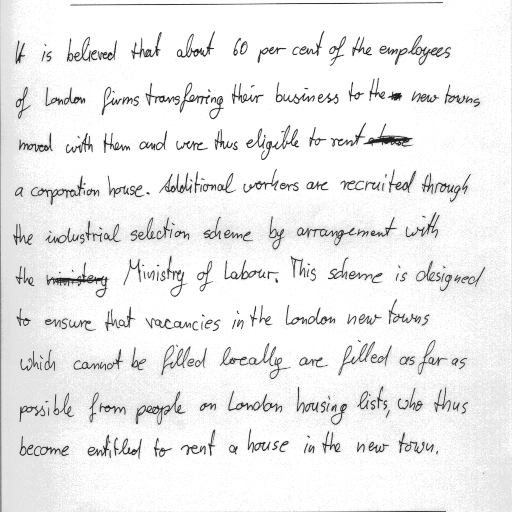 It is believed that about 60 per cent of the employees
of London firms transferring their business to the new towns
moved with them and were thus eligible to rent
a corporation house. Additional workers are recruited through
the industrial selection scheme by arrangement with
the ministery Ministry of Labour. This scheme is designed
to ensure that vacancies in the London new towns
which cannot be filled locally are filled as far as
possible from people on London housing lists, who thus
become entitled to rent a house in the new town.